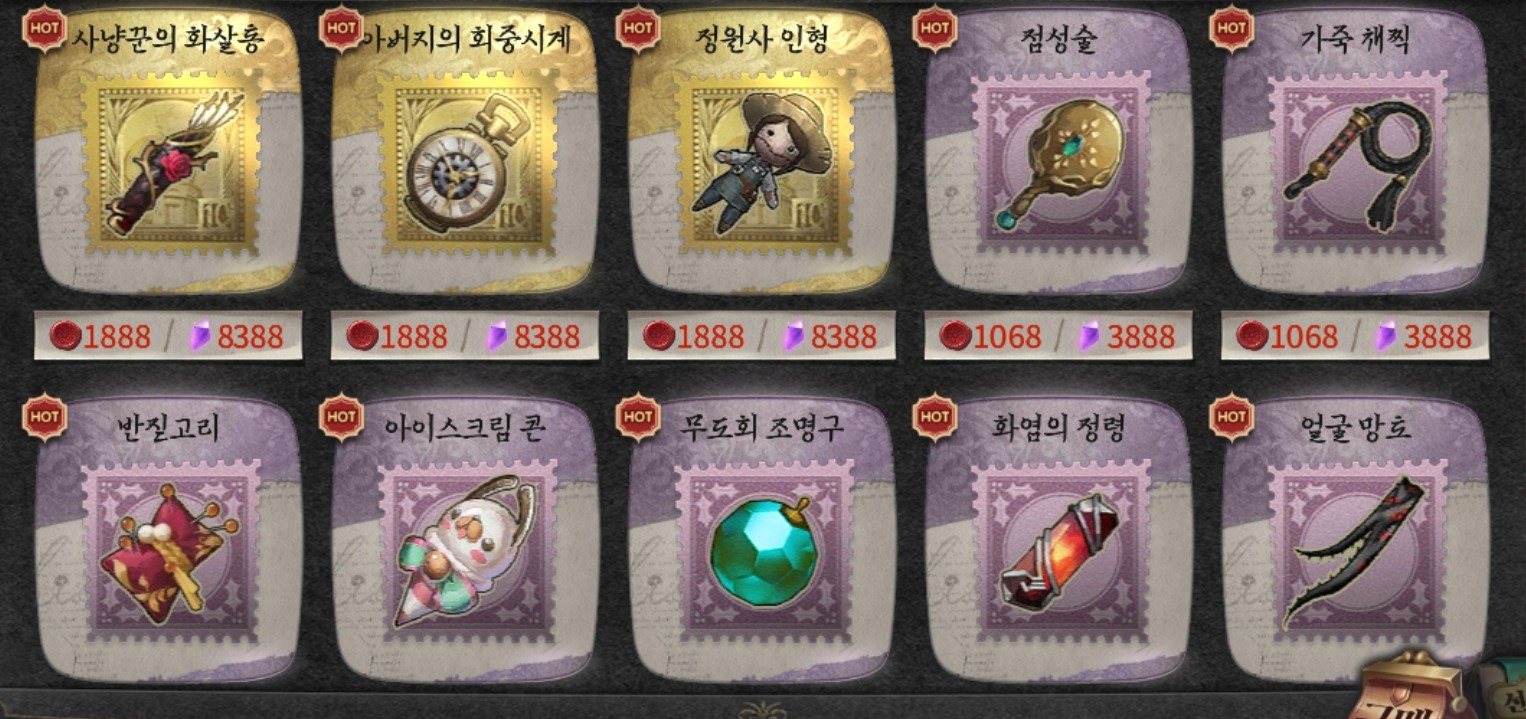 HOT 사냥꾼의 화살통
HOT 아버지의 회중시계
HOT 정원사 인형
HOT 점성술
HOT 가죽 채찍
1888 / 8388
1888 / 8388
1888 / 8388
1068 / 3888
1068 / 3888
HOT 반짇고리
HOT 아이스크림 콘
HOT 무도회 조명구
HOT 화염의 정령
HOT 얼굴 망토